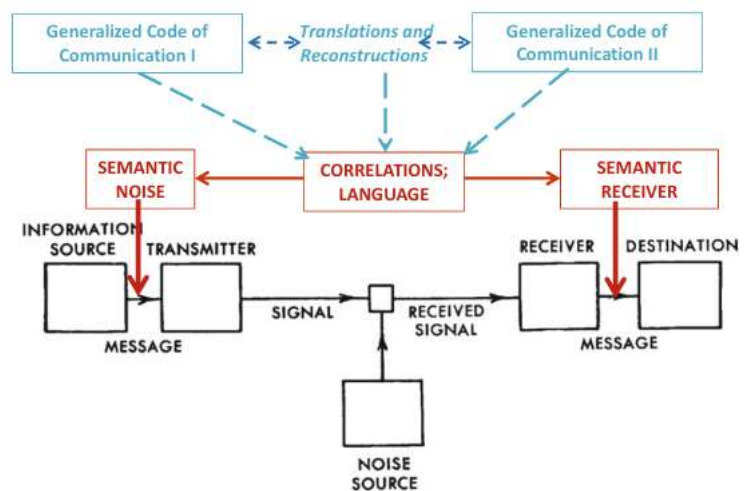 Generalized Code of
Communication I
Translations and
Reconstructions
Generalized Code of
Communication II
SEMANTIC
NOISE
CORRELATIONS;
LANGUAGE
SEMANTIC
RECEIVER
INFORMATION
SOURCE
TRANSMITTER
RECEIVER
DESTINATION
SIGNAL
RECEIVED
SIGNAL
MESSAGE
MESSAGE
NOISE
SOURCE